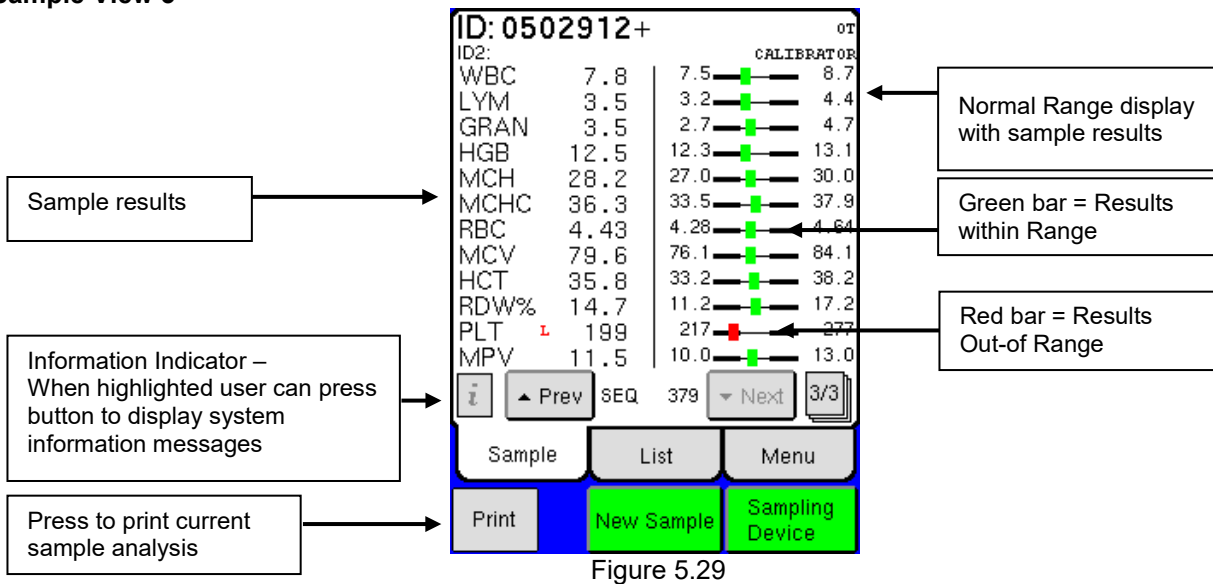 Sample View 3
ID: 0502912+ OT
ID2: CALIBRATOR
WBC 7.8 7.5 8.7
LYM 3.5 3.2 4.4
GRAN 3.5 2.7 4.7
HGB 12.5 12.3 13.1
MCH 28.2 27.0 30.0
MCHC 36.3 33.5 37.9
RBC 4.43 4.28 4.64
MCV 79.6 76.1 84.1
HCT 35.8 33.2 38.2
RDW% 14.7 11.2 17.2
PLT L 199 217 277
MPV 11.5 10.0 13.0
i Prev SEQ 379 Next 3/3
Sample List Menu
Print New Sample Sampling
Device
Sample results
Information Indicator –
When highlighted user can press
button to display system
information messages
Press to print current
sample analysis
Normal Range display
with sample results
Green bar = Results
within Range
Red bar = Results
Out-of Range
Figure 5.29